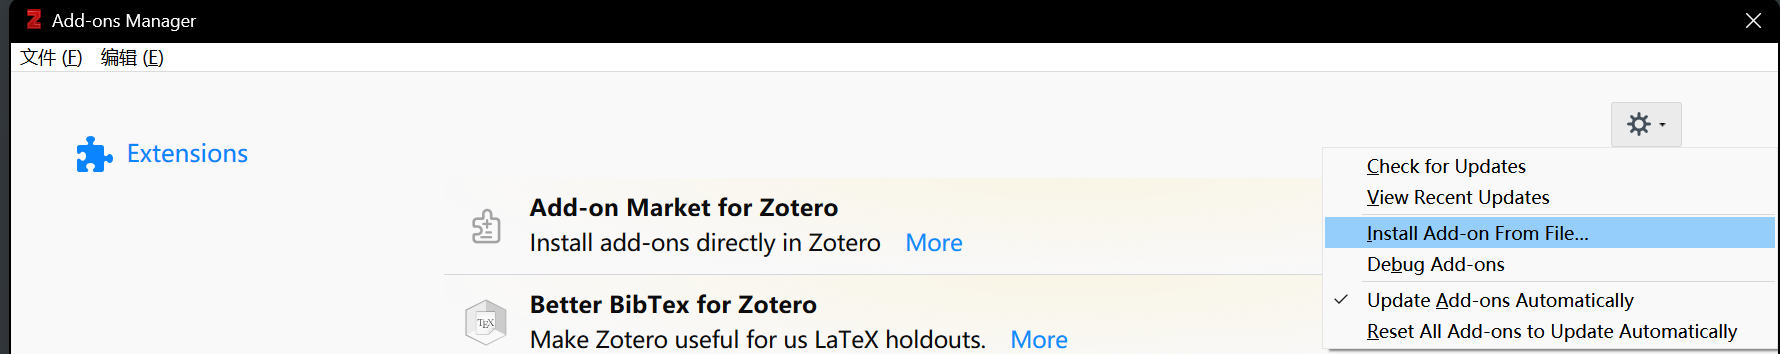 Add-ons Manager
文件 (F) 编辑 (E)
Extensions
Check for Updates
View Recent Updates
Install Add-on From File...
Debug Add-ons
Update Add-ons Automatically
Reset All Add-ons to Update Automatically
Add-on Market for Zotero
Install add-ons directly in Zotero More
Better BibTex for Zotero
TEX
Make Zotero useful for us LaTeX holdouts. More